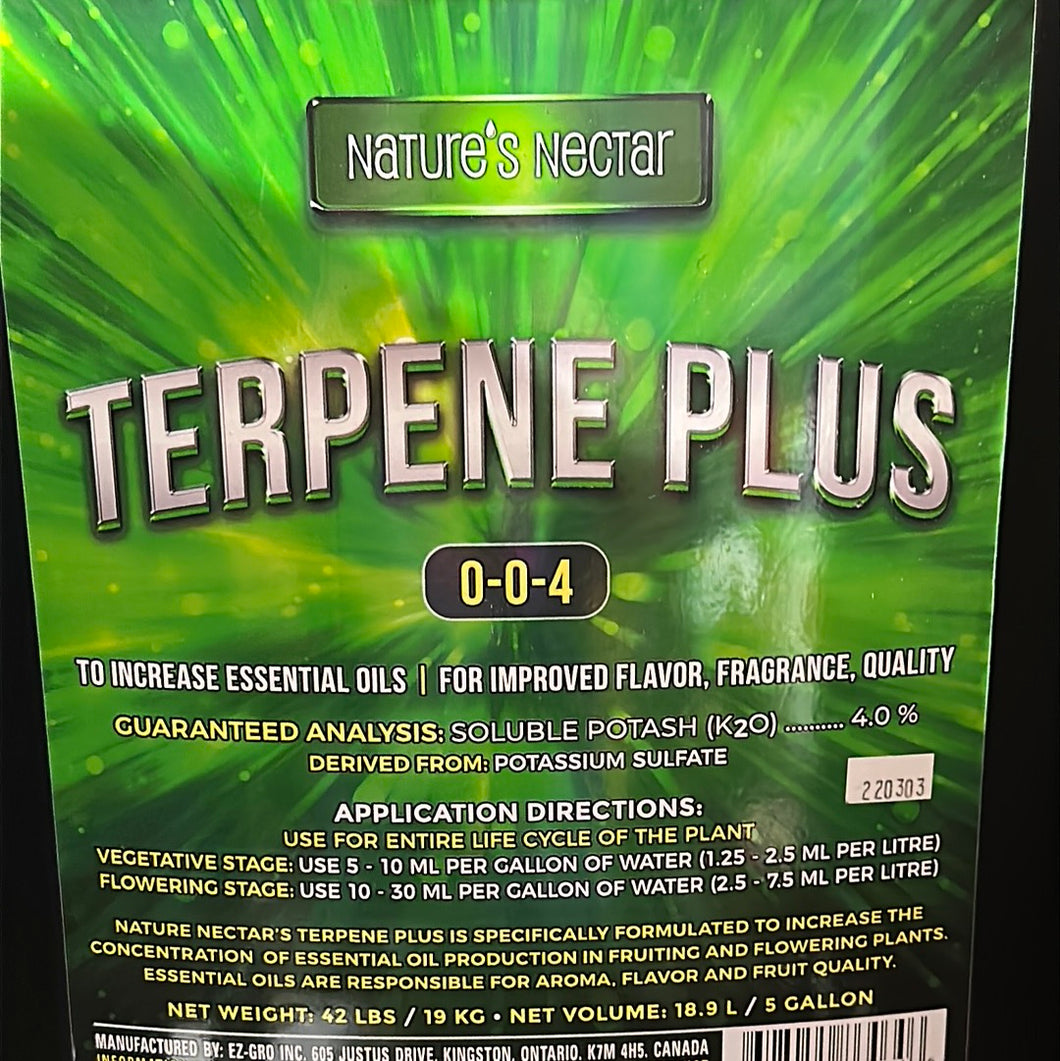 Nature's Nectar
TERPENE PLUS
0-0-4
TO INCREASE ESSENTIAL OILS | FOR IMPROVED FLAVOR, FRAGRANCE, QUALITY
GUARANTEED ANALYSIS: SOLUBLE POTASH (K2O) .......... 4.0 %
DERIVED FROM: POTASSIUM SULFATE
220303
APPLICATION DIRECTIONS:
USE FOR ENTIRE LIFE CYCLE OF THE PLANT
VEGETATIVE STAGE: USE 5 - 10 ML PER GALLON OF WATER (1.25 - 2.5 ML PER LITRE)
FLOWERING STAGE: USE 10 - 30 ML PER GALLON OF WATER (2.5 - 7.5 ML PER LITRE)
NATURE NECTAR'S TERPENE PLUS IS SPECIFICALLY FORMULATED TO INCREASE THE
CONCENTRATION OF ESSENTIAL OIL PRODUCTION IN FRUITING AND FLOWERING PLANTS.
ESSENTIAL OILS ARE RESPONSIBLE FOR AROMA, FLAVOR AND FRUIT QUALITY.
NET WEIGHT: 42 LBS / 19 KG • NET VOLUME: 18.9 L / 5 GALLON
MANUFACTURED BY: EZ-GRO INC. 605 JUSTUS DRIVE, KINGSTON, ONTARIO, K7M 4H5, CANADA